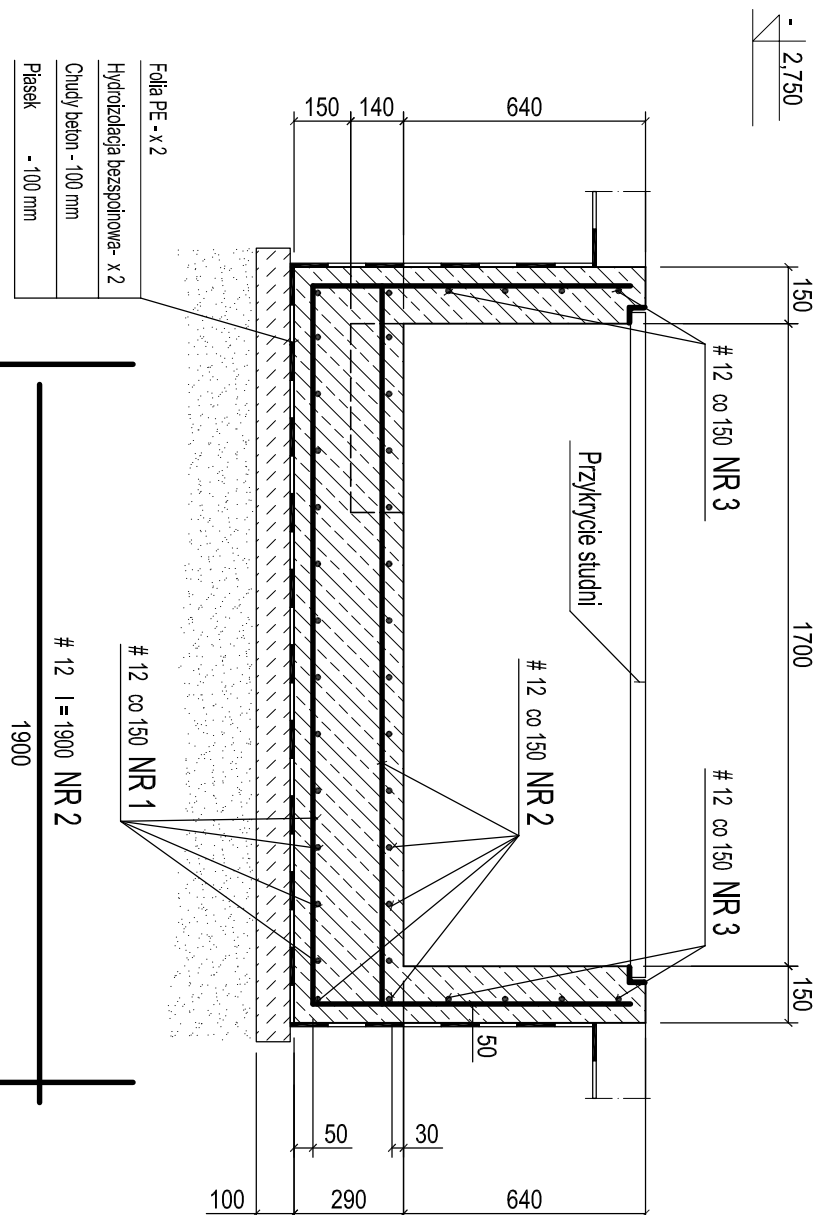 - 2,750
150 1700 150
640
140
150
# 12 co 150 NR 3
# 12 co 150 NR 3
Przykrycie studni
# 12 co 150 NR 2
50
30
50
640
290
100
Folia PE - x 2
Hydroizolacja bezspoinowa- x 2
Chudy beton - 100 mm
Piasek - 100 mm
# 12 co 150 NR 1
# 12 l = 1900 NR 2
1900